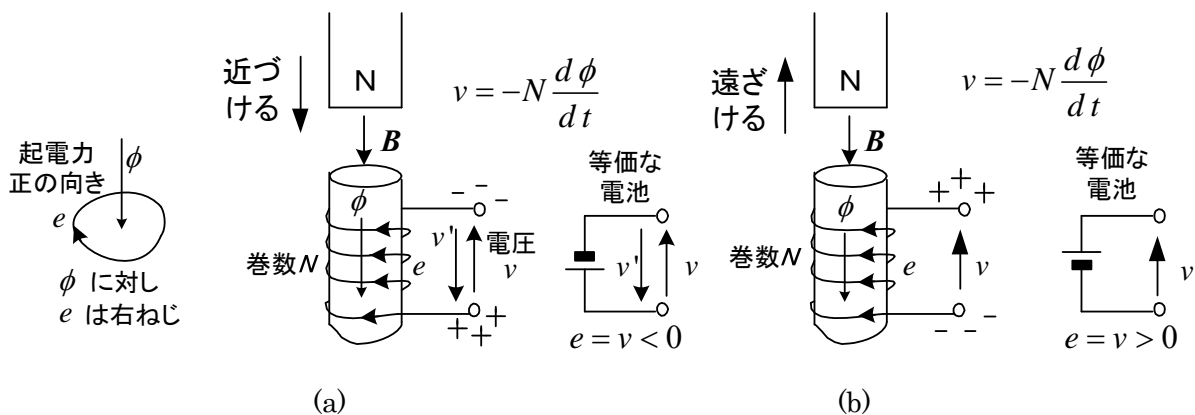 起電力
正の向き
φ
e
φ に対し
e は右ねじ
近づ
ける
N
v = −N dφ/dt
B
φ
巻数N
e
− − −
v'
電圧
v
+ + +
等価な
電池
v'
v
e = v < 0
(a)
遠ざ
ける
N
v = −N dφ/dt
B
φ
巻数N
e
+ + +
v
− − −
等価な
電池
v
e = v > 0
(b)